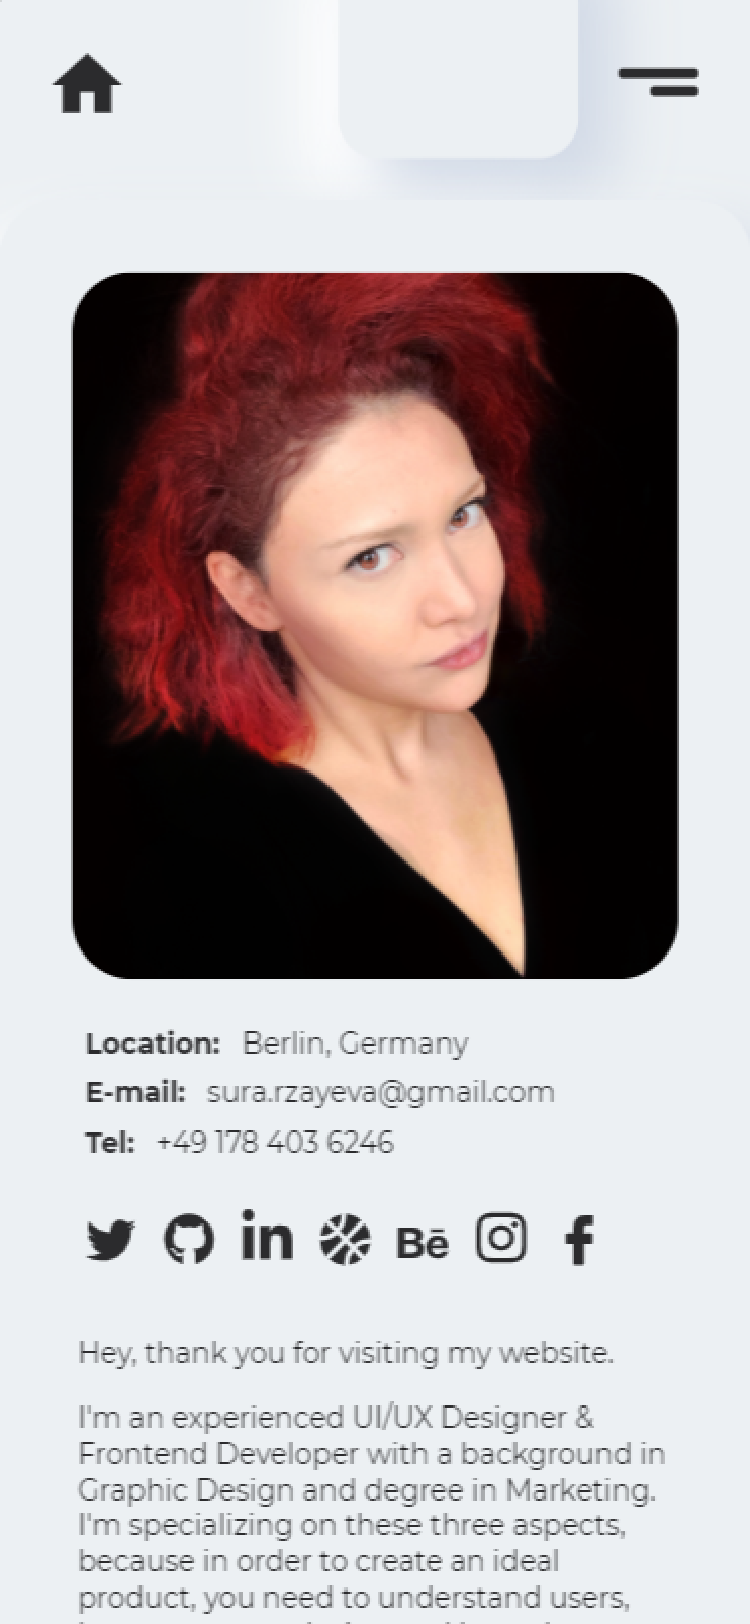 Location: Berlin, Germany
E-mail: sura.rzayeva@gmail.com
Tel: +49 178 403 6246
in Bē f
Hey, thank you for visiting my website.
I'm an experienced UI/UX Designer &
Frontend Developer with a background in
Graphic Design and degree in Marketing.
I'm specializing on these three aspects,
because in order to create an ideal
product, you need to understand users,